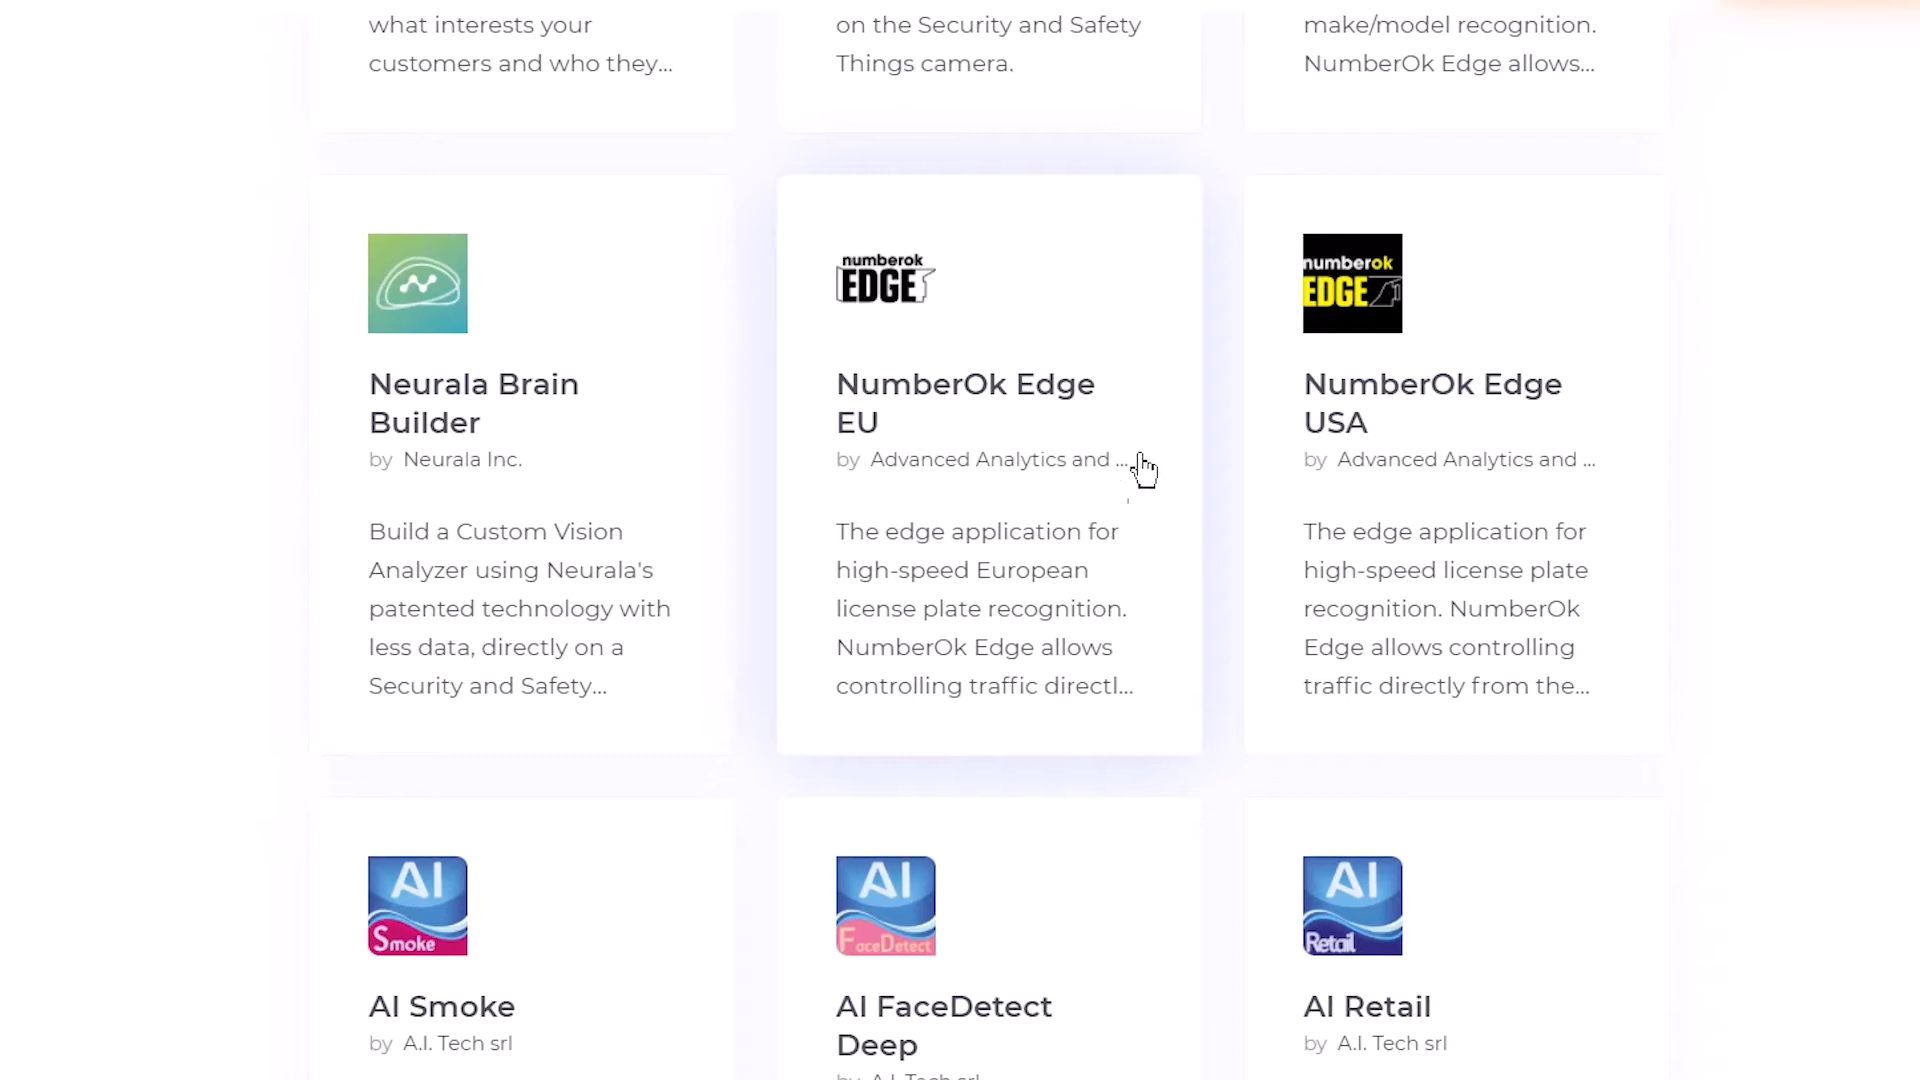 what interests your
customers and who they...
on the Security and Safety
Things camera.
make/model recognition.
NumberOk Edge allows...
Neurala Brain
Builder
by Neurala Inc.
Build a Custom Vision
Analyzer using Neurala's
patented technology with
less data, directly on a
Security and Safety...
numberok
EDGE
NumberOk Edge
EU
by Advanced Analytics and ...
The edge application for
high-speed European
license plate recognition.
NumberOk Edge allows
controlling traffic directl...
numberok
EDGE
NumberOk Edge
USA
by Advanced Analytics and ...
The edge application for
high-speed license plate
recognition. NumberOk
Edge allows controlling
traffic directly from the...
AI
Smoke
AI Smoke
by A.I. Tech srl
AI
FaceDetect
AI FaceDetect
Deep
by A.I. Tech srl
AI
Retail
AI Retail
by A.I. Tech srl